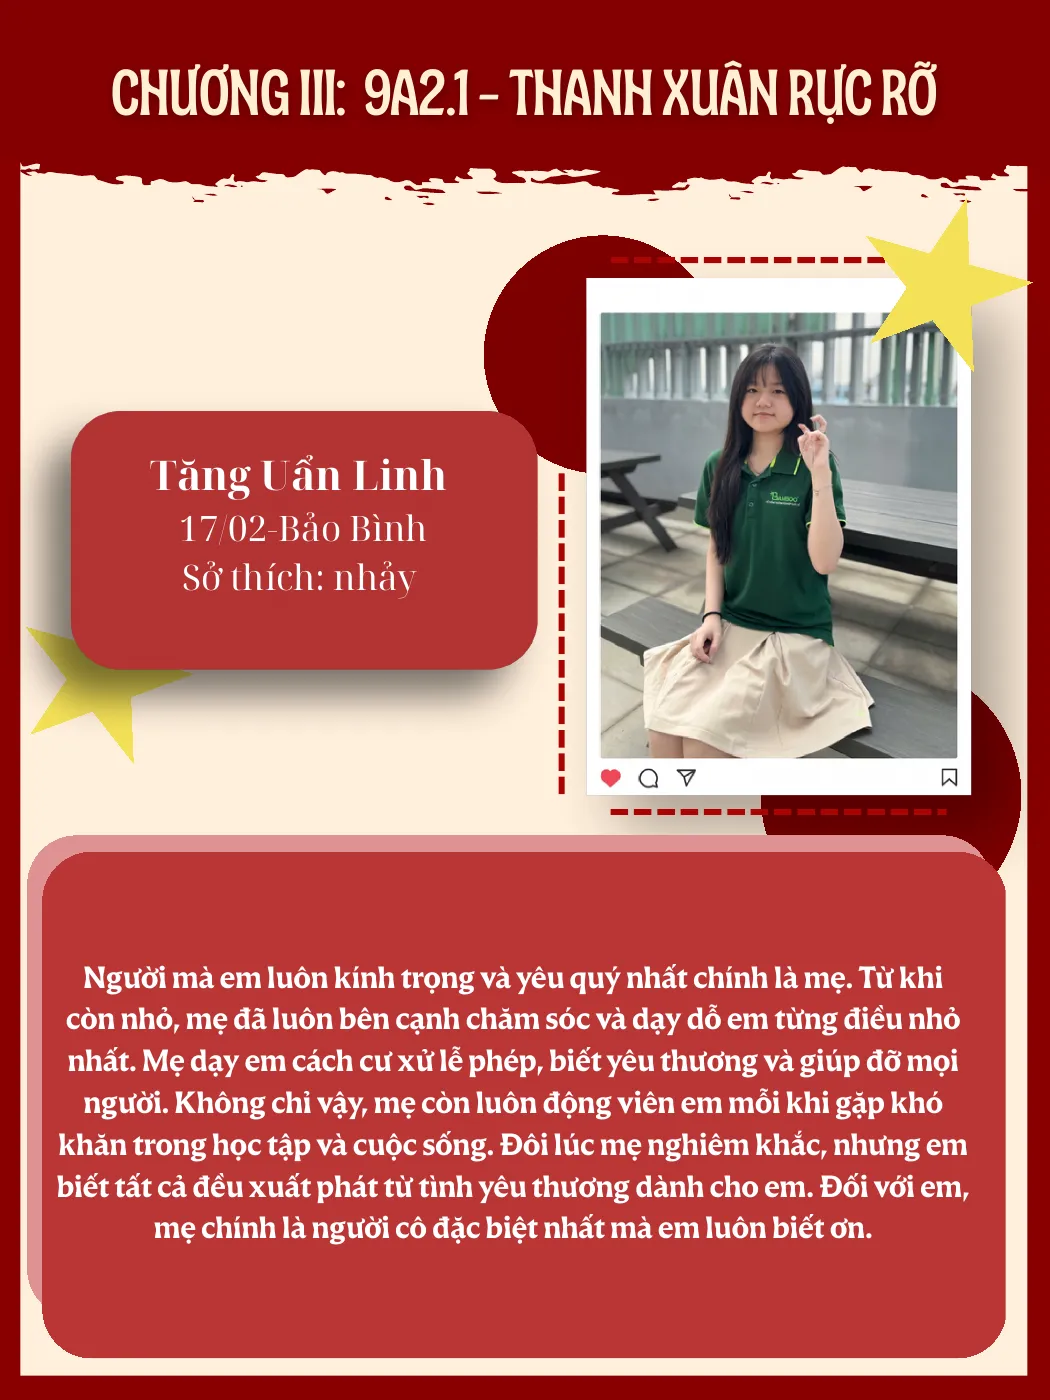 CHƯƠNG III: 9A2.1 - THANH XUÂN RỰC RỠ
Tăng Uẩn Linh
17/02-Bảo Bình
Sở thích: nhảy
Bamboo
Người mà em luôn kính trọng và yêu quý nhất chính là mẹ. Từ khi
còn nhỏ, mẹ đã luôn bên cạnh chăm sóc và dạy dỗ em từng điều nhỏ
nhất. Mẹ dạy em cách cư xử lễ phép, biết yêu thương và giúp đỡ mọi
người. Không chỉ vậy, mẹ còn luôn động viên em mỗi khi gặp khó
khăn trong học tập và cuộc sống. Đôi lúc mẹ nghiêm khắc, nhưng em
biết tất cả đều xuất phát từ tình yêu thương dành cho em. Đối với em,
mẹ chính là người cô đặc biệt nhất mà em luôn biết ơn.